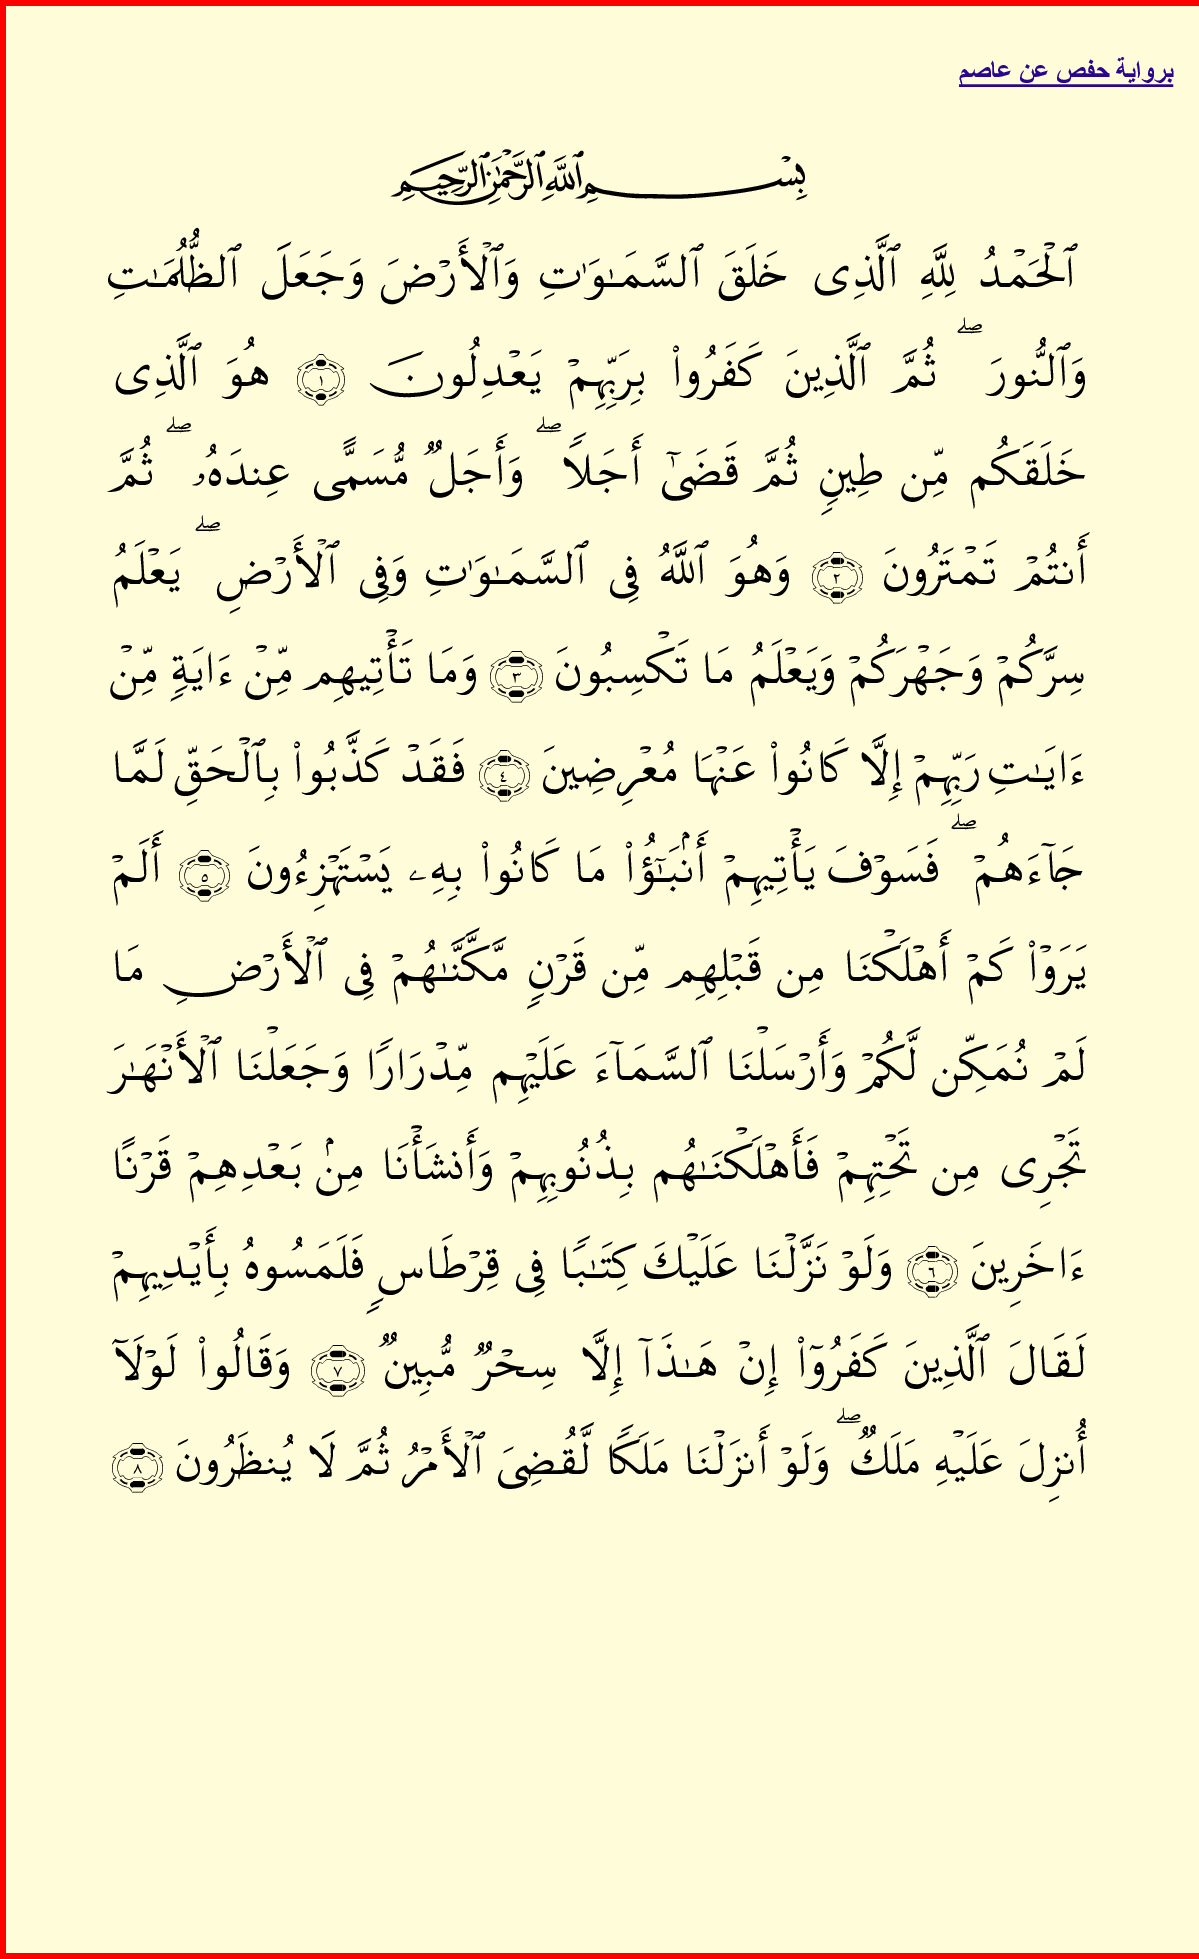 برواية حفص عن عاصم
بِسْمِ ٱللَّهِ ٱلرَّحْمَٰنِ ٱلرَّحِيمِ
ٱلْحَمْدُ لِلَّهِ ٱلَّذِى خَلَقَ ٱلسَّمَـٰوَٰتِ وَٱلْأَرْضَ وَجَعَلَ ٱلظُّلُمَـٰتِ
وَٱلنُّورَ ۖ ثُمَّ ٱلَّذِينَ كَفَرُوا۟ بِرَبِّهِمْ يَعْدِلُونَ ١ هُوَ ٱلَّذِى
خَلَقَكُم مِّن طِينٍ ثُمَّ قَضَىٰٓ أَجَلًا ۖ وَأَجَلٌ مُّسَمًّى عِندَهُۥ ۖ ثُمَّ
أَنتُمْ تَمْتَرُونَ ٢ وَهُوَ ٱللَّهُ فِى ٱلسَّمَـٰوَٰتِ وَفِى ٱلْأَرْضِ ۖ يَعْلَمُ
سِرَّكُمْ وَجَهْرَكُمْ وَيَعْلَمُ مَا تَكْسِبُونَ ٣ وَمَا تَأْتِيهِم مِّنْ ءَايَةٍ مِّنْ
ءَايَـٰتِ رَبِّهِمْ إِلَّا كَانُوا۟ عَنْهَا مُعْرِضِينَ ٤ فَقَدْ كَذَّبُوا۟ بِٱلْحَقِّ لَمَّا
جَآءَهُمْ ۖ فَسَوْفَ يَأْتِيهِمْ أَنۢبَـٰٓؤُا۟ مَا كَانُوا۟ بِهِۦ يَسْتَهْزِءُونَ ٥ أَلَمْ
يَرَوْا۟ كَمْ أَهْلَكْنَا مِن قَبْلِهِم مِّن قَرْنٍ مَّكَّنَّـٰهُمْ فِى ٱلْأَرْضِ مَا
لَمْ نُمَكِّن لَّكُمْ وَأَرْسَلْنَا ٱلسَّمَآءَ عَلَيْهِم مِّدْرَارًا وَجَعَلْنَا ٱلْأَنْهَـٰرَ
تَجْرِى مِن تَحْتِهِمْ فَأَهْلَكْنَـٰهُم بِذُنُوبِهِمْ وَأَنشَأْنَا مِنۢ بَعْدِهِمْ قَرْنًا
ءَاخَرِينَ ٦ وَلَوْ نَزَّلْنَا عَلَيْكَ كِتَـٰبًا فِى قِرْطَاسٍ فَلَمَسُوهُ بِأَيْدِيهِمْ
لَقَالَ ٱلَّذِينَ كَفَرُوٓا۟ إِنْ هَـٰذَآ إِلَّا سِحْرٌ مُّبِينٌ ٧ وَقَالُوا۟ لَوْلَآ
أُنزِلَ عَلَيْهِ مَلَكٌ ۖ وَلَوْ أَنزَلْنَا مَلَكًا لَّقُضِىَ ٱلْأَمْرُ ثُمَّ لَا يُنظَرُونَ ٨